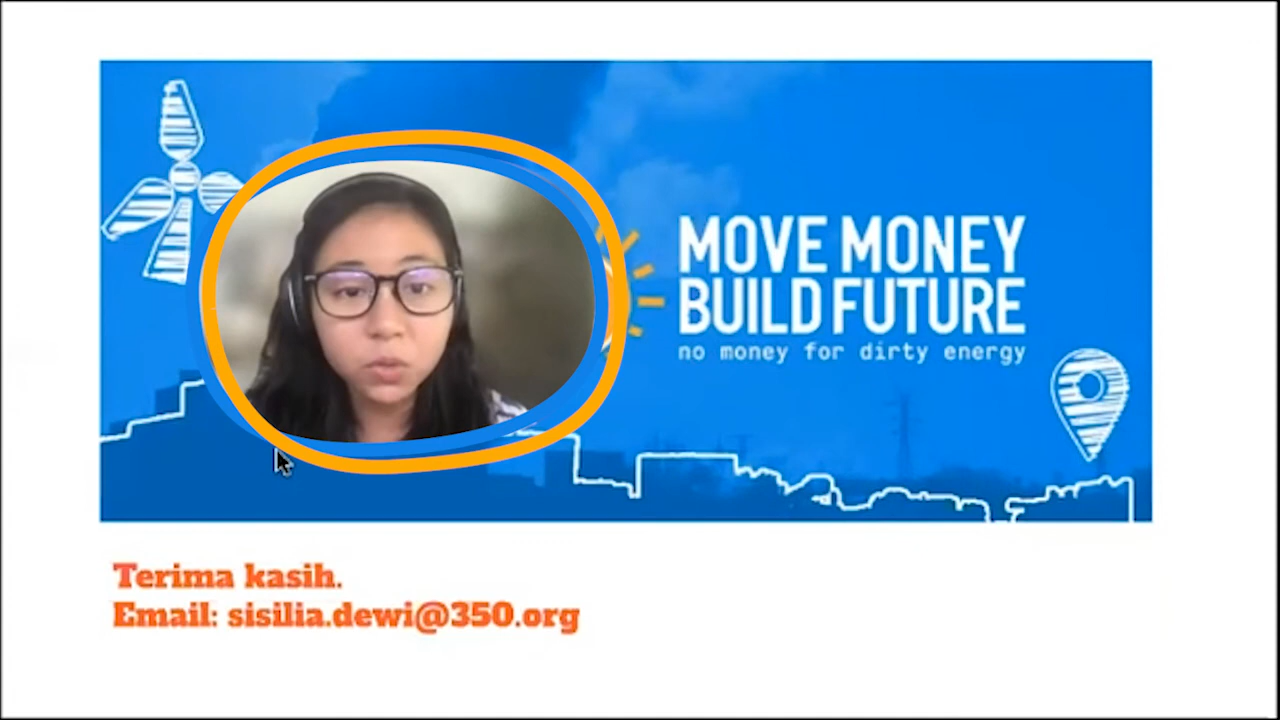 MOVE MONEY
BUILD FUTURE
no money for dirty energy
Terima kasih.
Email: sisilia.dewi@350.org